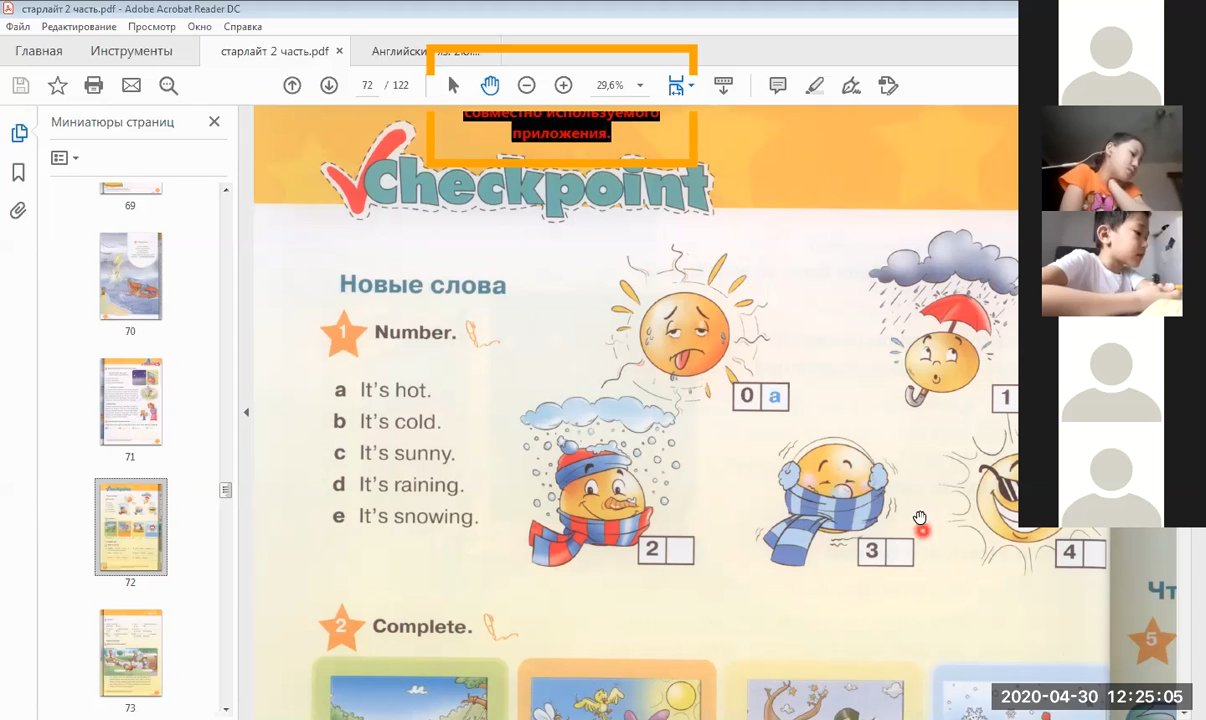 старлайт 2 часть.pdf - Adobe Acrobat Reader DC
Файл Редактирование Просмотр Окно Справка
Главная Инструменты старлайт 2 часть.pdf ×
72 / 122 29,6%
Миниатюры страниц ×
69
70
71
72
73
совместно используемого
приложения.
Checkpoint
Новые слова
1 Number.
a It's hot.
b It's cold.
c It's sunny.
d It's raining.
e It's snowing.
0 a
1
2
3
4
2 Complete.
Чт
5
2020-04-30 12:25:05